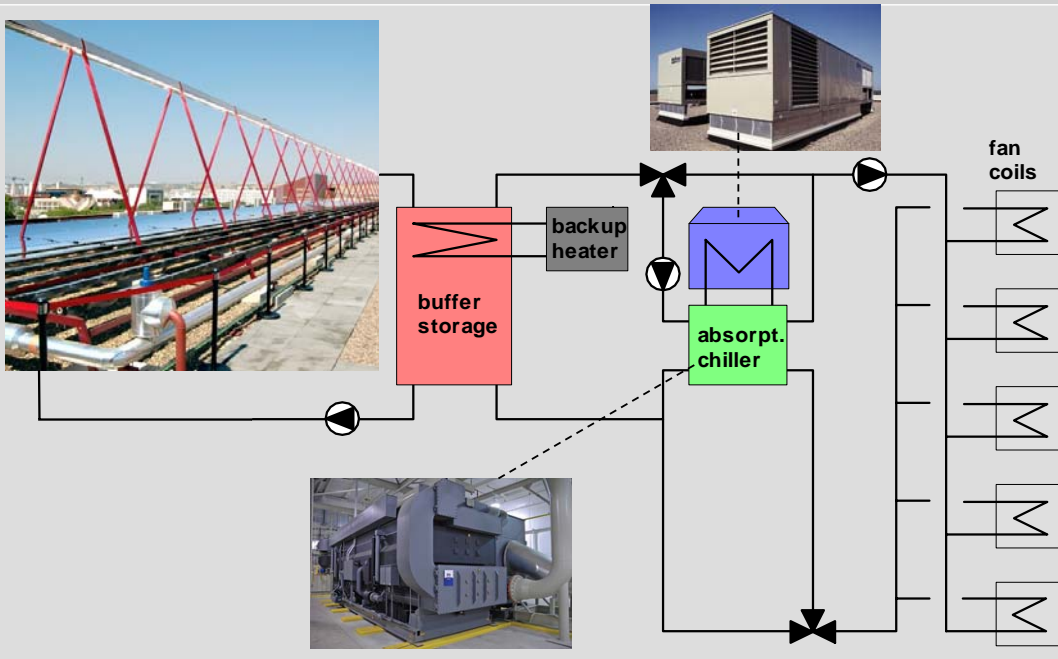 fan
coils
backup
heater
buffer
storage
absorpt.
chiller